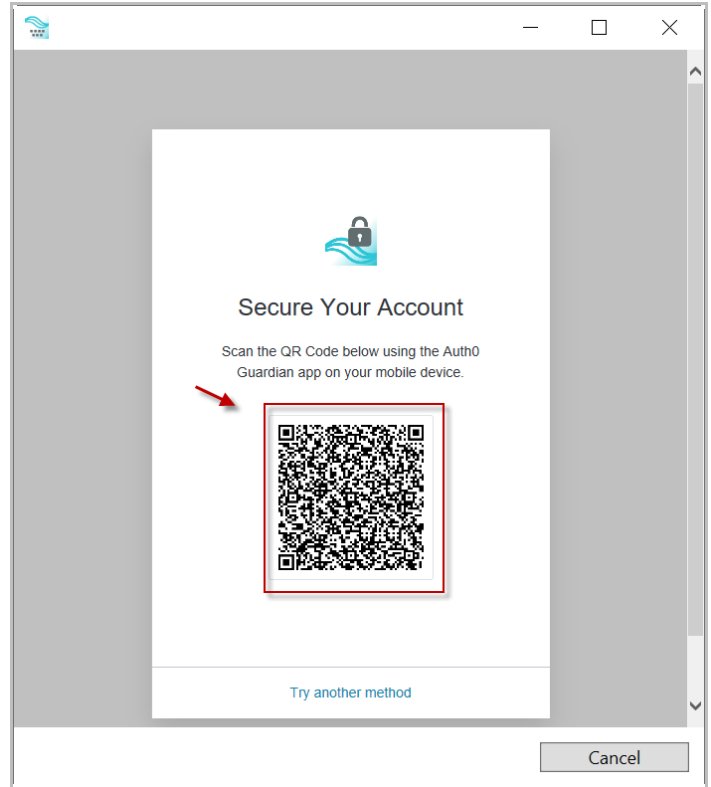 Secure Your Account
Scan the QR Code below using the Auth0
Guardian app on your mobile device.
Try another method
Cancel